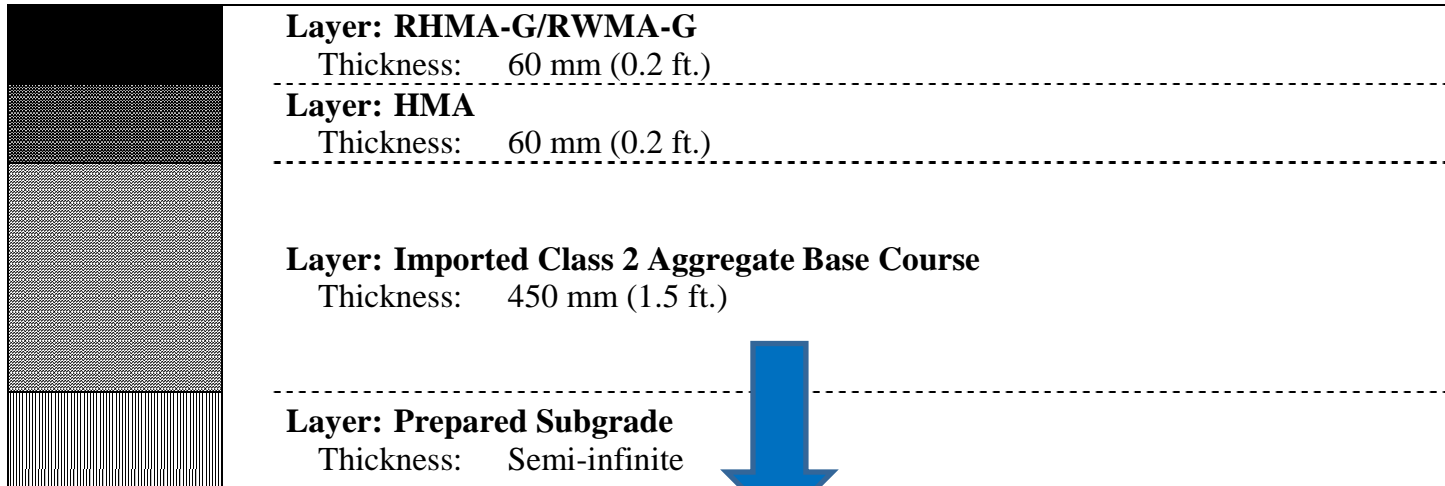 Layer: RHMA-G/RWMA-G
Thickness: 60 mm (0.2 ft.)
Layer: HMA
Thickness: 60 mm (0.2 ft.)
Layer: Imported Class 2 Aggregate Base Course
Thickness: 450 mm (1.5 ft.)
Layer: Prepared Subgrade
Thickness: Semi-infinite